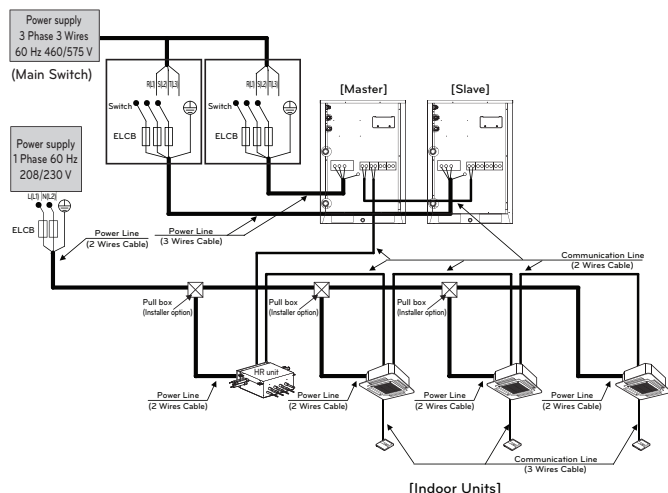 Power supply
3 Phase 3 Wires
60 Hz 460/575 V
(Main Switch)
R(L1) S(L2) T(L3)
Switch
ELCB
R(L1) S(L2) T(L3)
Switch
ELCB
[Master]
[Slave]
Power supply
1 Phase 60 Hz
208/230 V
L(L1) N(L2)
ELCB
Power Line
(2 Wires Cable)
Power Line
(3 Wires Cable)
Communication Line
(2 Wires Cable)
Pull box
(Installer option)
Pull box
(Installer option)
Pull box
(Installer option)
HR unit
Power Line
(2 Wires Cable)
Power Line
(2 Wires Cable)
Power Line
(2 Wires Cable)
Power Line
(2 Wires Cable)
Communication Line
(3 Wires Cable)
[Indoor Units]